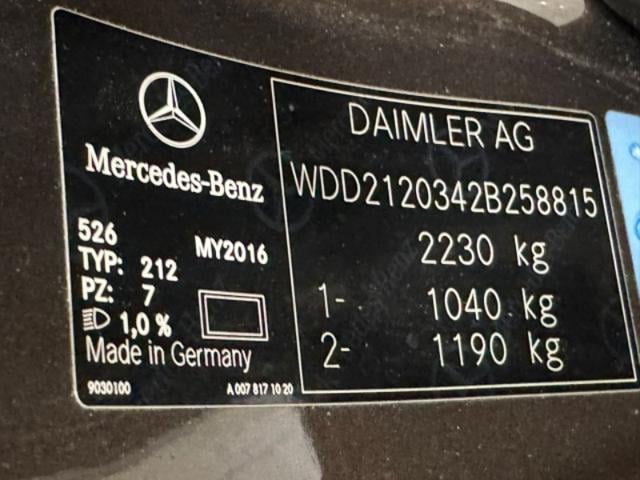 Mercedes-Benz
526 MY2016
TYP: 212
PZ: 7
1,0 %
Made in Germany
9030100 A 007 817 10 20
DAIMLER AG
WDD2120342B258815
2230 kg
1- 1040 kg
2- 1190 kg